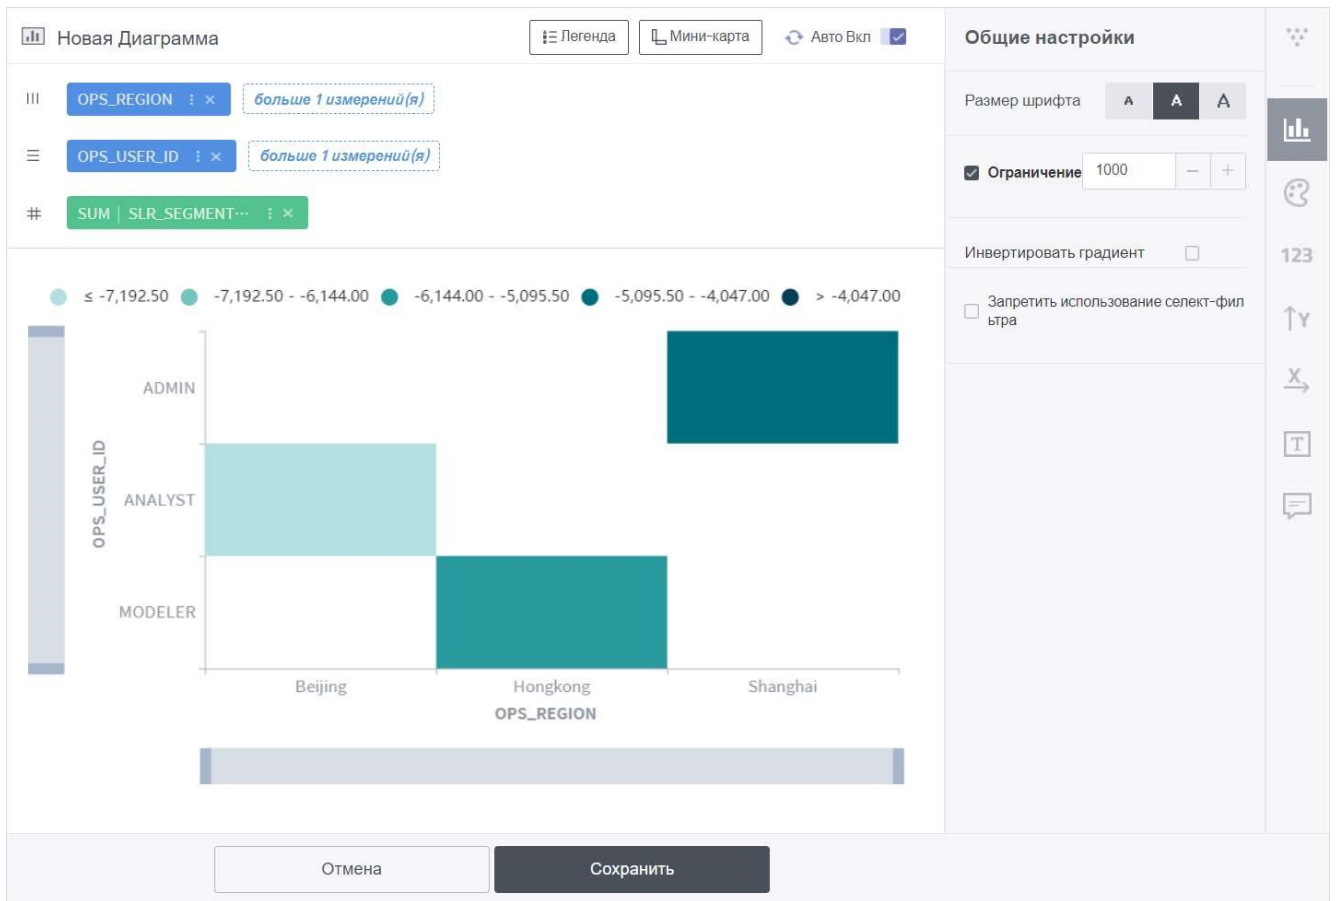 Новая Диаграмма
Легенда
Мини-карта
Авто Вкл
Общие настройки
OPS_REGION
больше 1 измерений(я)
Размер шрифта
A A A
OPS_USER_ID
больше 1 измерений(я)
Ограничение 1000
SUM | SLR_SEGMENT···
Инвертировать градиент
123
≤ -7,192.50
-7,192.50 - -6,144.00
-6,144.00 - -5,095.50
-5,095.50 - -4,047.00
> -4,047.00
Запретить использование селект-фил
ьтра
Y
X
T
ADMIN
ANALYST
MODELER
OPS_USER_ID
Beijing
Hongkong
Shanghai
OPS_REGION
Отмена
Сохранить